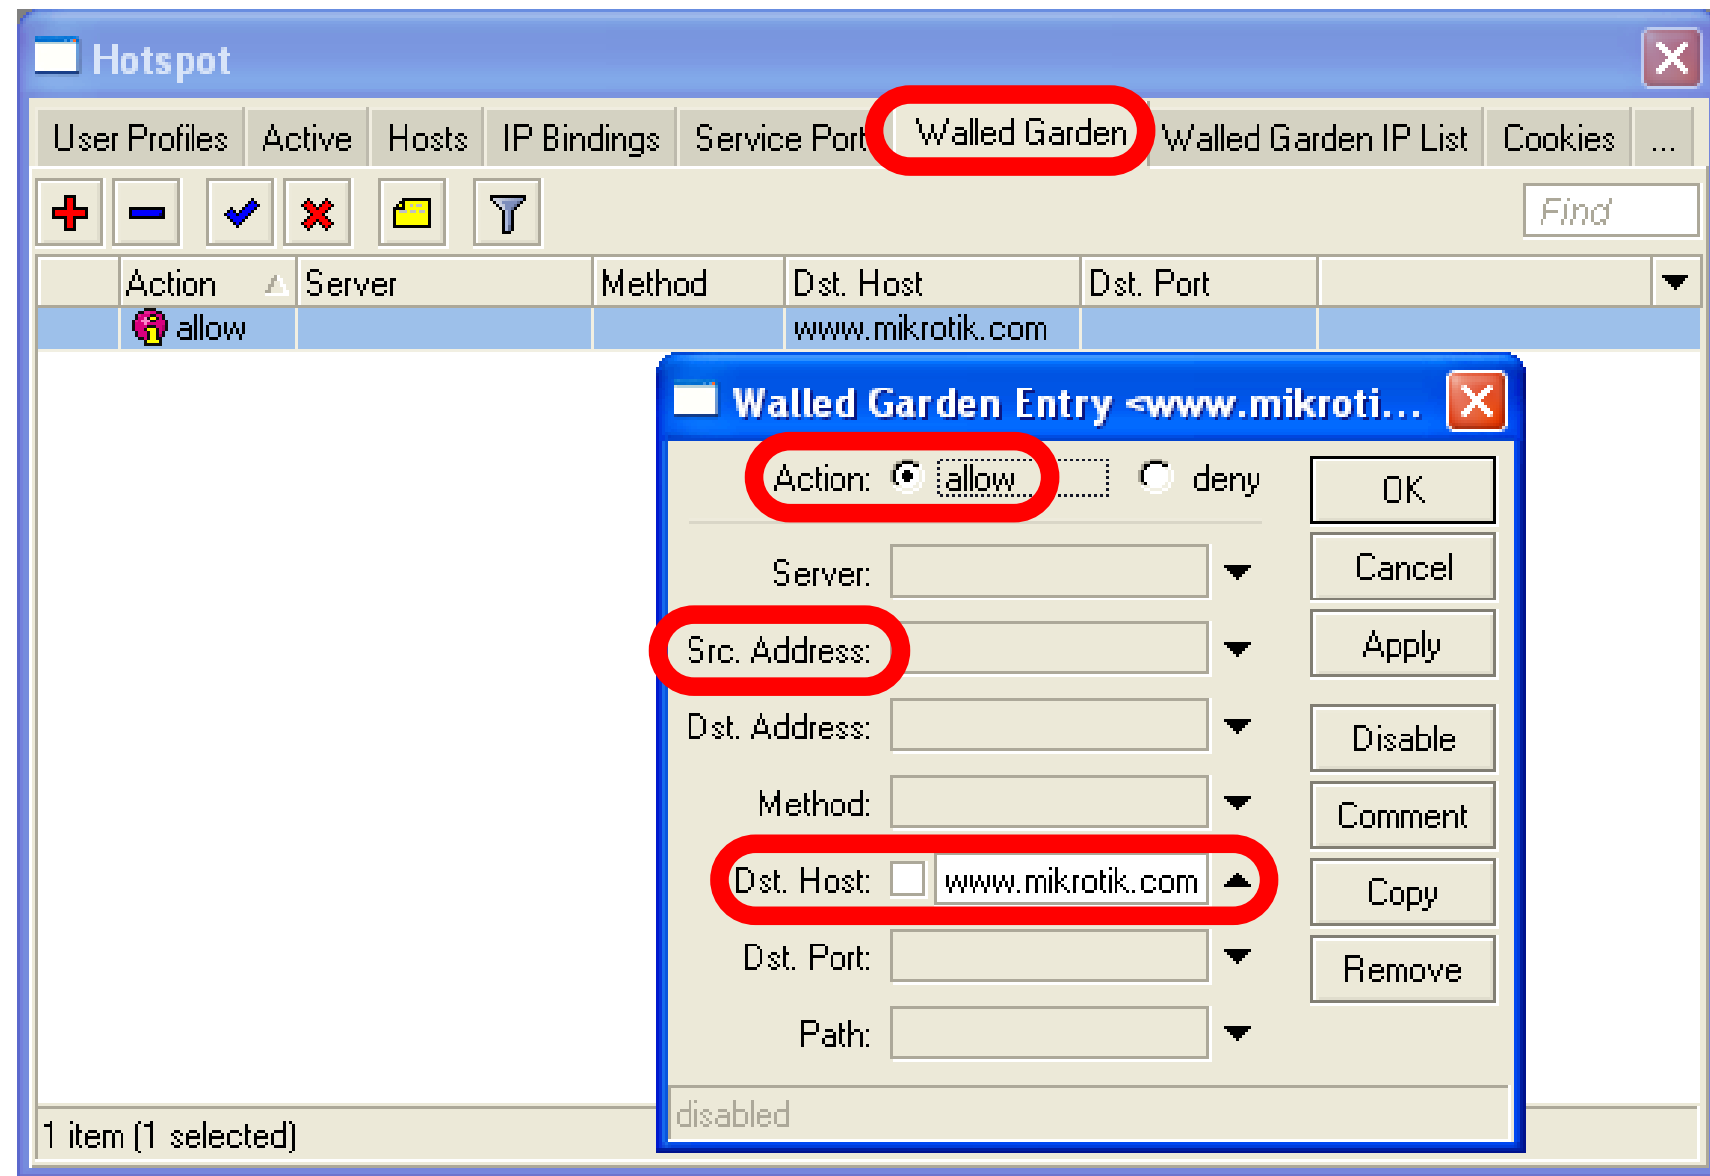 Hotspot
User Profiles Active Hosts IP Bindings Service Port Walled Garden Walled Garden IP List Cookies ...
Find
Action Server Method Dst. Host Dst. Port
allow www.mikrotik.com
Walled Garden Entry <www.mikroti...
Action: allow deny
OK
Server:
Cancel
Src. Address:
Apply
Dst. Address:
Disable
Method:
Comment
Dst. Host: www.mikrotik.com
Copy
Dst. Port:
Remove
Path:
disabled
1 item (1 selected)